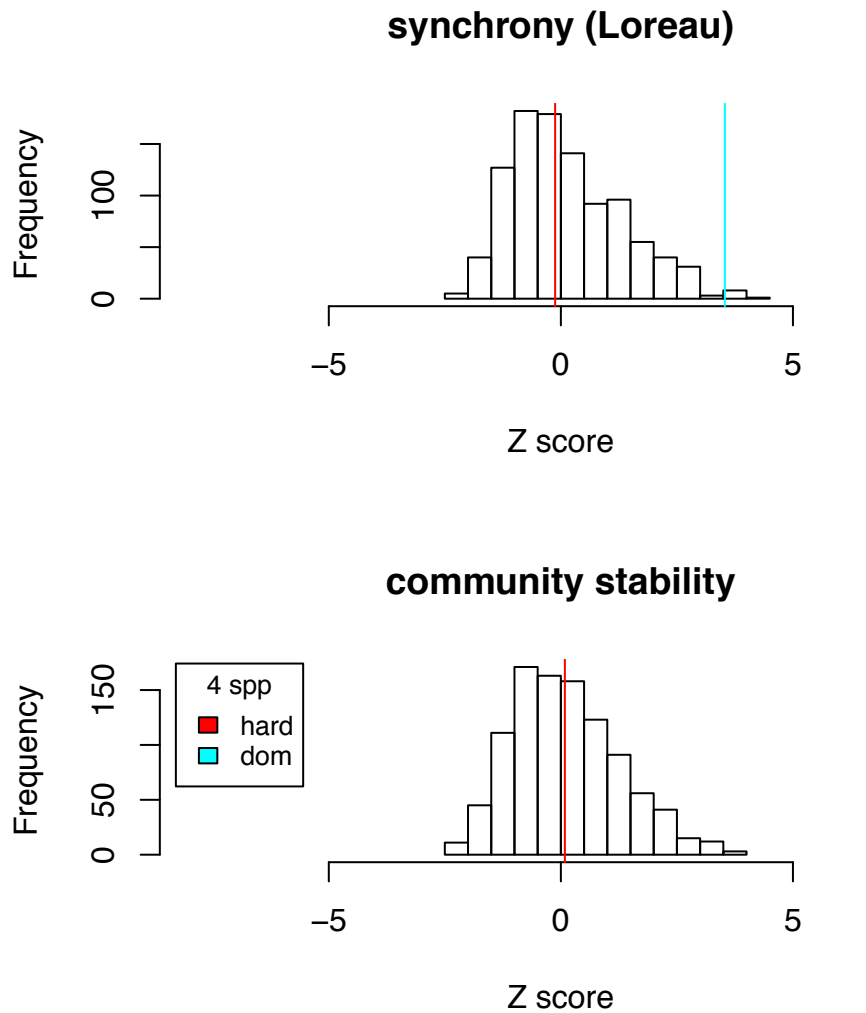 synchrony (Loreau)
Frequency
100
0
−5 0 5
Z score
community stability
Frequency
150
50
0
4 spp
hard
dom
−5 0 5
Z score